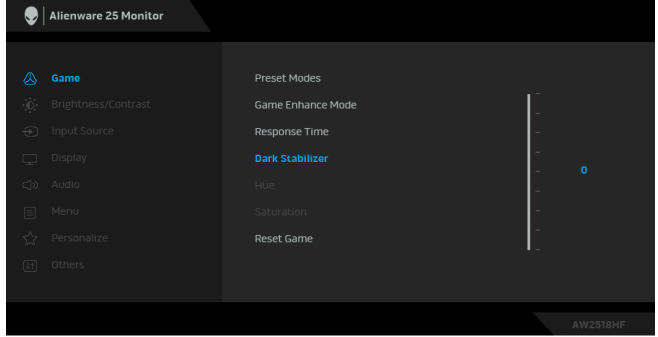 Alienware 25 Monitor
Game
Brightness/Contrast
Input Source
Display
Audio
Menu
Personalize
Others
Preset Modes
Game Enhance Mode
Response Time
Dark Stabilizer
Hue
Saturation
Reset Game
0
AW2518HF